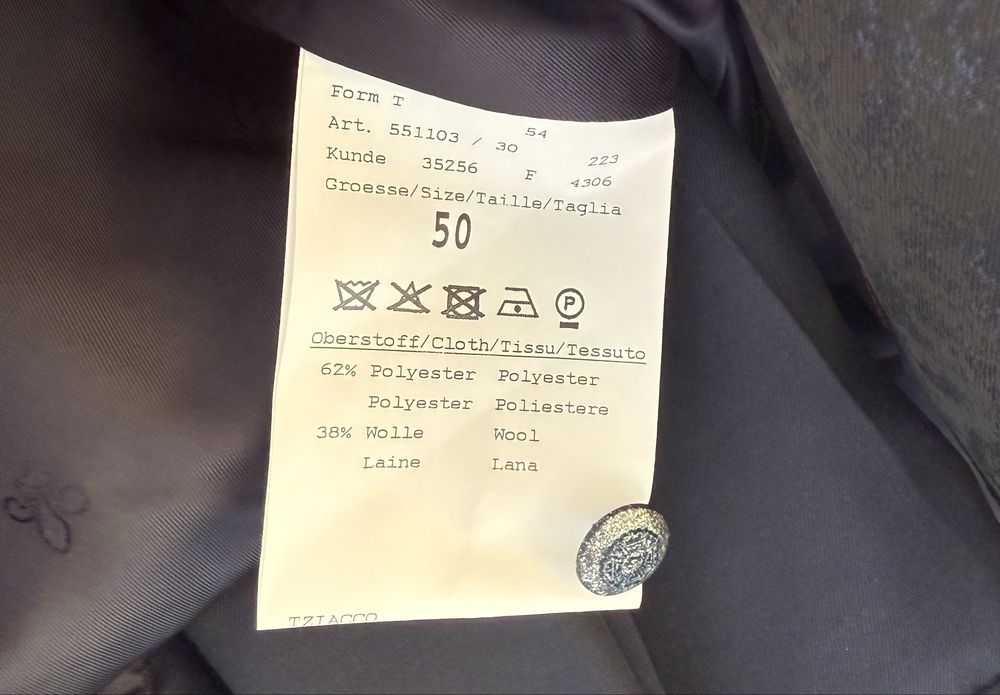 Form T
Art. 551103 / 30 54
Kunde 35256 F 223
4306
Groesse/Size/Taille/Taglia
50
P
Oberstoff/Cloth/Tissu/Tessuto
62% Polyester Polyester
Polyester Poliestere
38% Wolle Wool
Laine Lana
TZIACCO